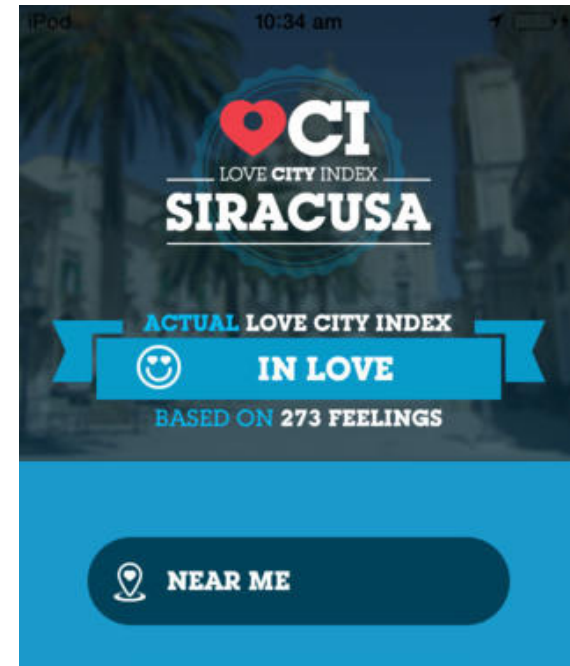 iPod 10:34 am
CI
LOVE CITY INDEX
SIRACUSA
ACTUAL LOVE CITY INDEX
IN LOVE
BASED ON 273 FEELINGS
NEAR ME